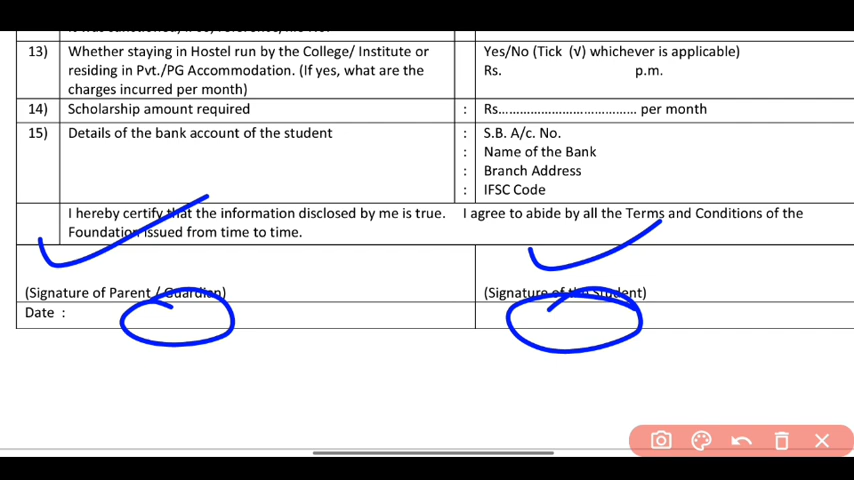 13) Whether staying in Hostel run by the College/ Institute or Yes/No (Tick (√) whichever is applicable)
residing in Pvt./PG Accommodation. (If yes, what are the Rs. p.m.
charges incurred per month)
14) Scholarship amount required : Rs…………………………………. per month
15) Details of the bank account of the student : S.B. A/c. No.
: Name of the Bank
: Branch Address
: IFSC Code
I hereby certify that the information disclosed by me is true. I agree to abide by all the Terms and Conditions of the
Foundation issued from time to time.
(Signature of Parent / Guardian) (Signature of the Student)
Date :